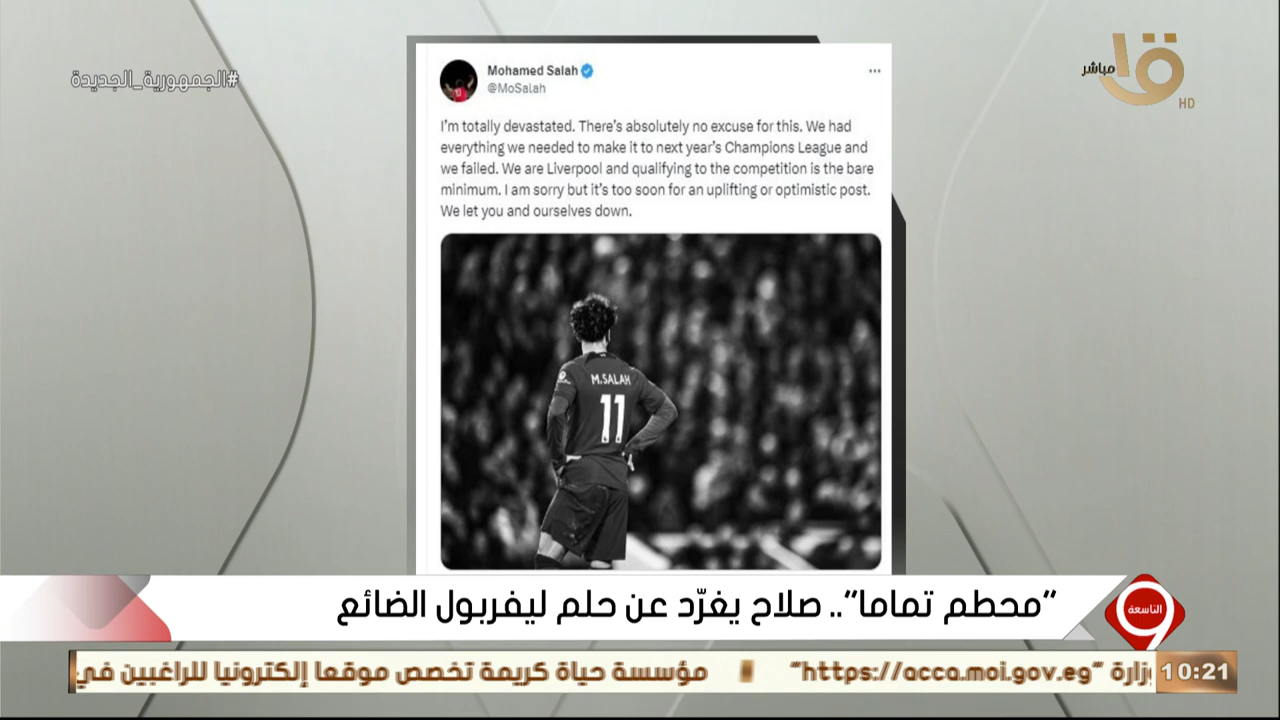 #الجمهورية_الجديدة
مباشر
HD
Mohamed Salah
@MoSalah
I'm totally devastated. There's absolutely no excuse for this. We had
everything we needed to make it to next year's Champions League and
we failed. We are Liverpool and qualifying to the competition is the bare
minimum. I am sorry but it's too soon for an uplifting or optimistic post.
We let you and ourselves down.
M.SALAH
11
"محطم تماما".. صلاح يغرّد عن حلم ليفربول الضائع
التاسعة
9
10:21
زارة "https://acca.moi.gov.eg"
مؤسسة حياة كريمة تخصص موقعا إلكترونيا للراغبين في